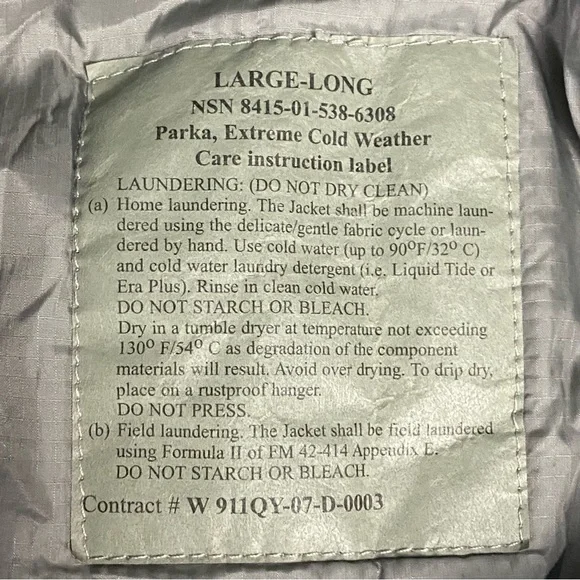 LARGE-LONG
NSN 8415-01-538-6308
Parka, Extreme Cold Weather
Care instruction label
LAUNDERING: (DO NOT DRY CLEAN)
(a) Home laundering. The Jacket shall be machine laun-
dered using the delicate/gentle fabric cycle or laun-
dered by hand. Use cold water (up to 90⁰F/32⁰ C)
and cold water laundry detergent (i.e. Liquid Tide or
Era Plus). Rinse in clean cold water.
DO NOT STARCH OR BLEACH.
Dry in a tumble dryer at temperature not exceeding
130⁰ F/54⁰ C as degradation of the component
materials will result. Avoid over drying. To drip dry,
place on a rustproof hanger.
DO NOT PRESS.
(b) Field laundering. The Jacket shall be field laundered
using Formula II of FM 42-414 Appendix E.
DO NOT STARCH OR BLEACH.
Contract # W 911QY-07-D-0003